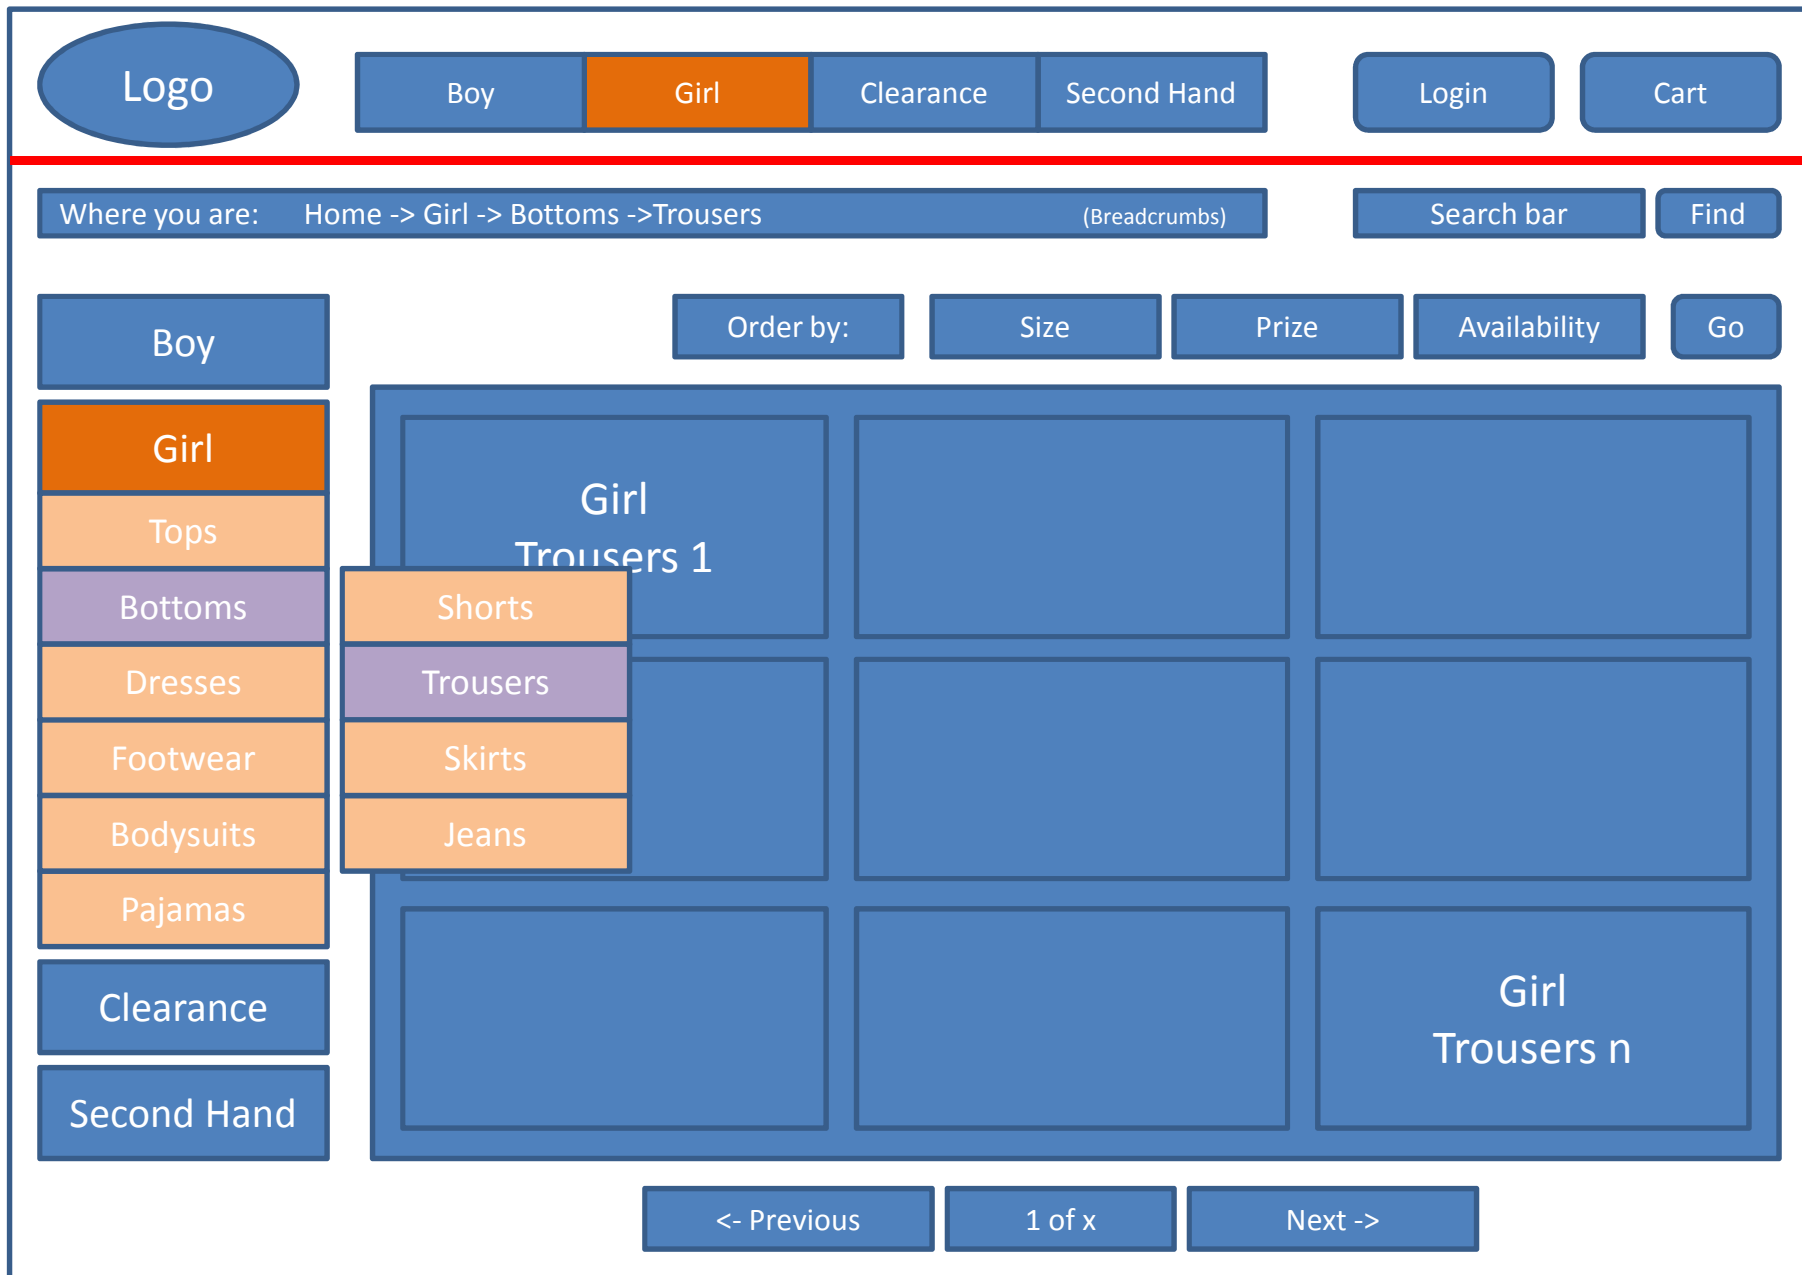 Logo
Boy Girl Clearance Second Hand
Login Cart
Where you are: Home -> Girl -> Bottoms ->Trousers (Breadcrumbs)
Search bar Find
Order by: Size Prize Availability Go
Boy
Girl
Tops
Bottoms
Dresses
Footwear
Bodysuits
Pajamas
Clearance
Second Hand
Shorts
Trousers
Skirts
Jeans
Girl
Trousers 1
Girl
Trousers n
<- Previous 1 of x Next ->